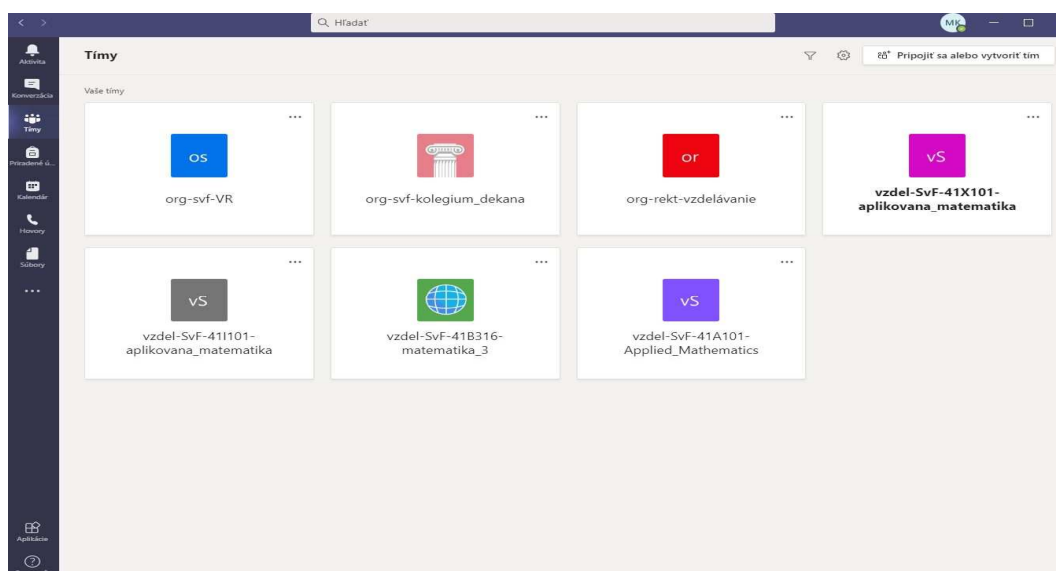 Hľadať
MK
Aktivita
Konverzácia
Tímy
Priradené ú...
Kalendár
Hovory
Súbory
Aplikácie
Tímy
Pripojiť sa alebo vytvoriť tím
Vaše tímy
os
org-svf-VR
org-svf-kolegium_dekana
or
org-rekt-vzdelávanie
vS
vzdel-SvF-41X101-
aplikovana_matematika
vS
vzdel-SvF-41I101-
aplikovana_matematika
vzdel-SvF-41B316-
matematika_3
vS
vzdel-SvF-41A101-
Applied_Mathematics